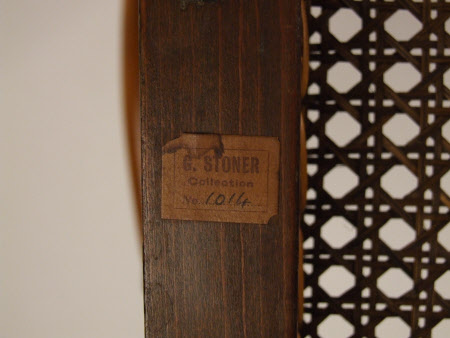 G. STONER
Collection
No. 1014